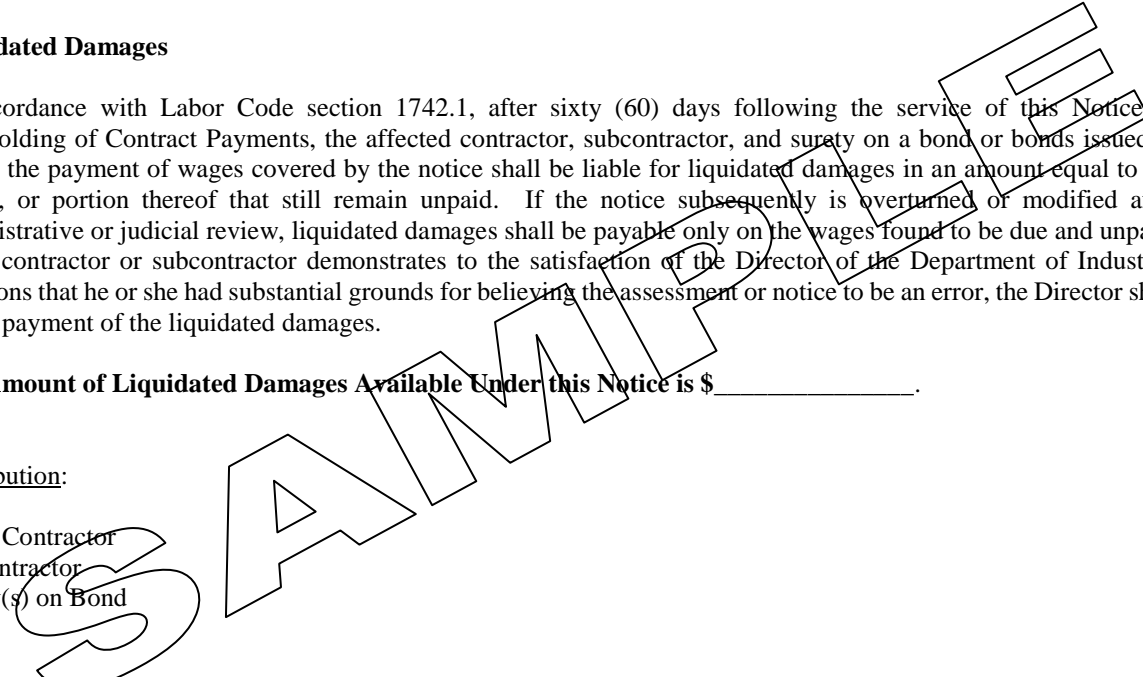 dated Damages
cordance with Labor Code section 1742.1, after sixty (60) days following the service of this Notice
olding of Contract Payments, the affected contractor, subcontractor, and surety on a bond or bonds issued
the payment of wages covered by the notice shall be liable for liquidated damages in an amount equal to
, or portion thereof that still remain unpaid. If the notice subsequently is overturned or modified a
istrative or judicial review, liquidated damages shall be payable only on the wages found to be due and unpa
contractor or subcontractor demonstrates to the satisfaction of the Director of the Department of Indust
ons that he or she had substantial grounds for believing the assessment or notice to be an error, the Director sh
payment of the liquidated damages.
mount of Liquidated Damages Available Under this Notice is $_______________.
bution:
Contractor
ntractor
(s) on Bond
SAMPLE